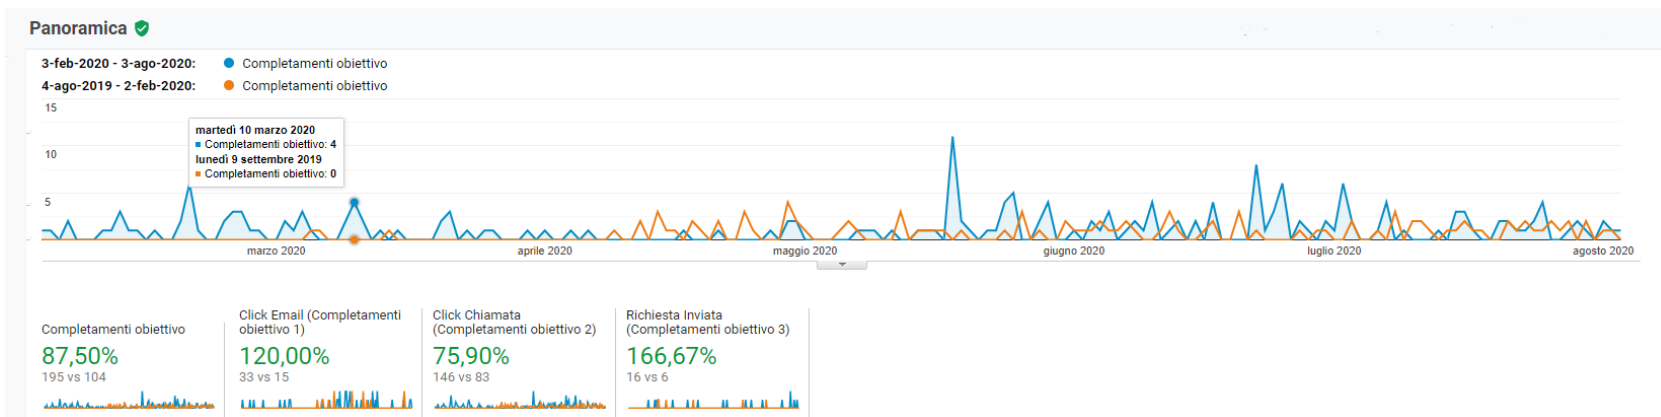 Panoramica
3-feb-2020 - 3-ago-2020: Completamenti obiettivo
4-ago-2019 - 2-feb-2020: Completamenti obiettivo
15
10
5
martedì 10 marzo 2020
Completamenti obiettivo: 4
lunedì 9 settembre 2019
Completamenti obiettivo: 0
marzo 2020 aprile 2020 maggio 2020 giugno 2020 luglio 2020 agosto 2020
Completamenti obiettivo
87,50%
195 vs 104
Click Email (Completamenti
obiettivo 1)
120,00%
33 vs 15
Click Chiamata
(Completamenti obiettivo 2)
75,90%
146 vs 83
Richiesta Inviata
(Completamenti obiettivo 3)
166,67%
16 vs 6